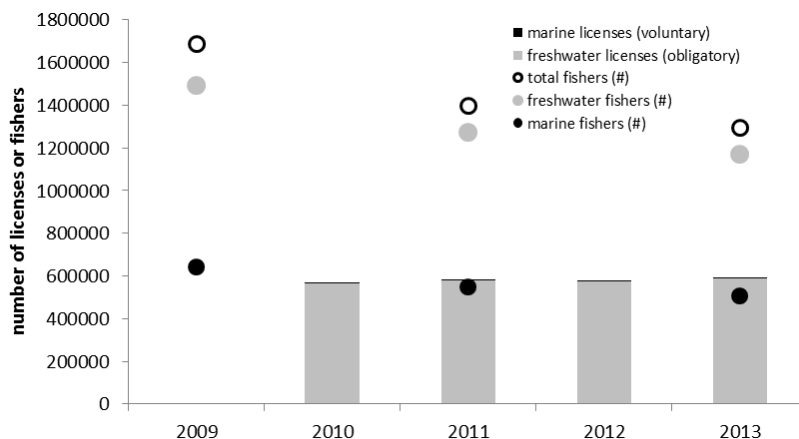 number of licenses or fishers
1800000
1600000
1400000
1200000
1000000
800000
600000
400000
200000
0
marine licenses (voluntary)
freshwater licenses (obligatory)
total fishers (#)
freshwater fishers (#)
marine fishers (#)
2009 2010 2011 2012 2013